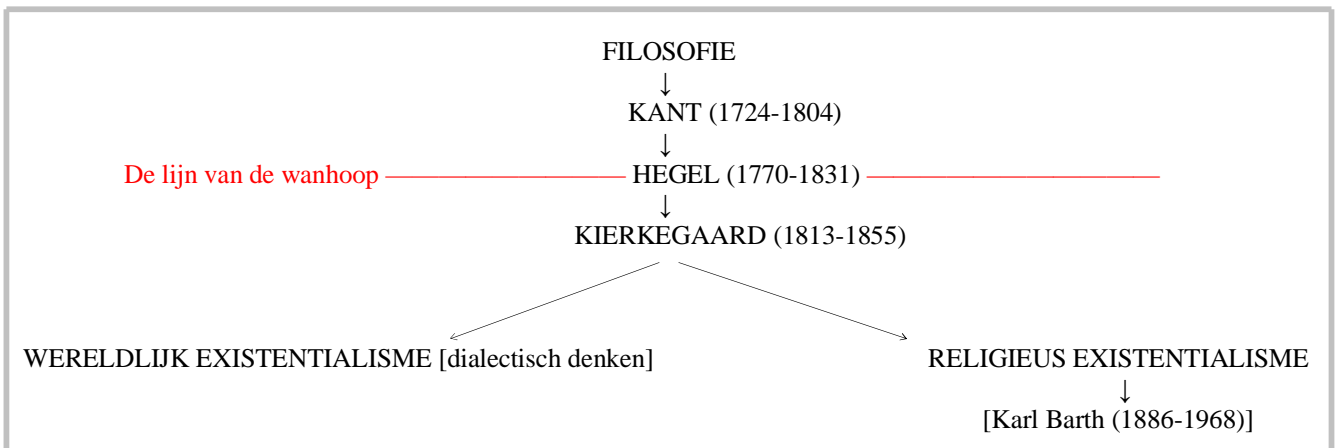 FILOSOFIE
↓
KANT (1724-1804)
↓
De lijn van de wanhoop ——————————— HEGEL (1770-1831) ———————————
↓
KIERKEGAARD (1813-1855)
WERELDLIJK EXISTENTIALISME [dialectisch denken] RELIGIEUS EXISTENTIALISME
↓
[Karl Barth (1886-1968)]